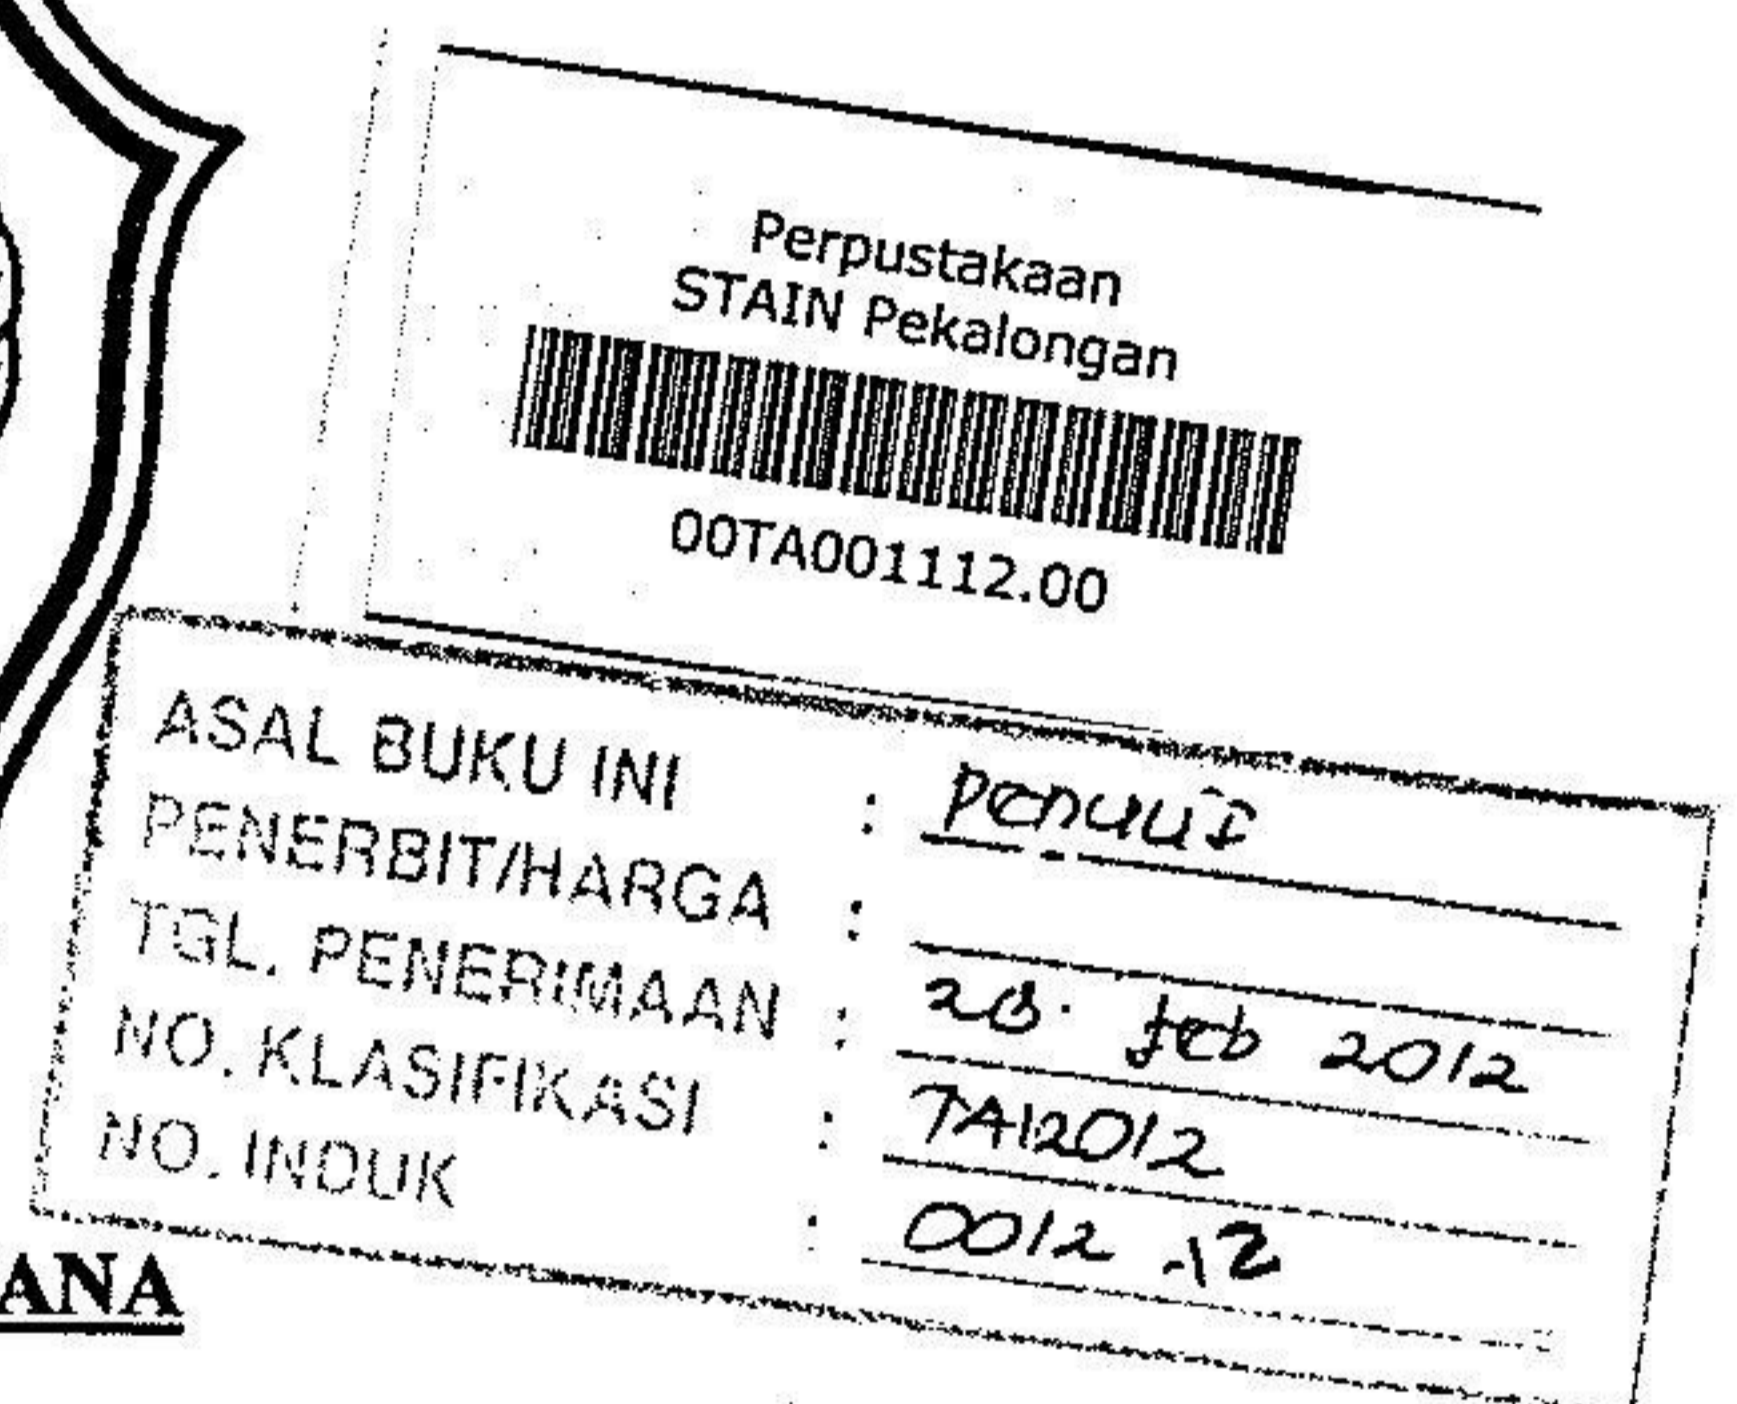 Perpustakaan
STAIN Pekalongan
00TA001112.00
ASAL BUKU INI : Penulis
PENERBIT/HARGA :
TGL. PENERIMAAN : 28. feb 2012
NO. KLASIFIKASI : TA12012
NO. INDUK : 0012 .12
ANA